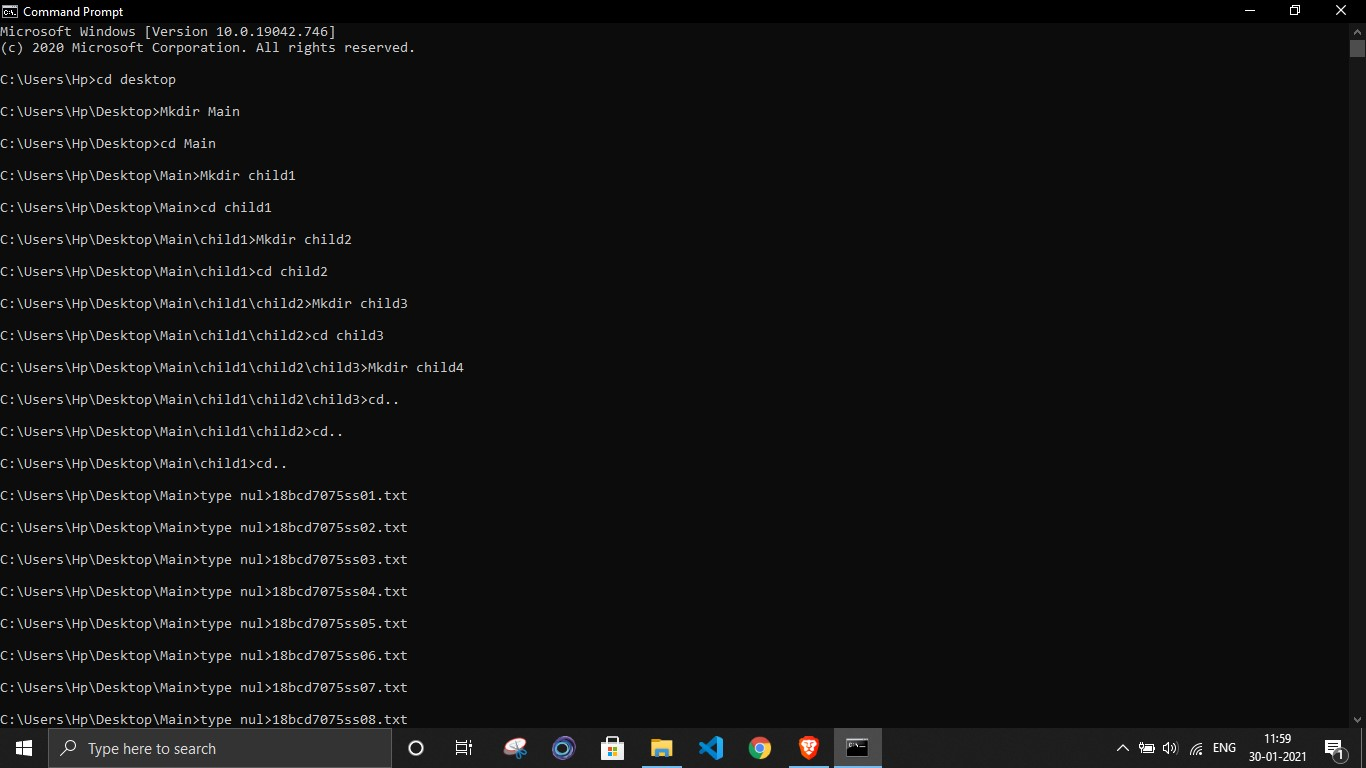 Command Prompt
Microsoft Windows [Version 10.0.19042.746]
(c) 2020 Microsoft Corporation. All rights reserved.
C:\Users\Hp>cd desktop
C:\Users\Hp\Desktop>Mkdir Main
C:\Users\Hp\Desktop>cd Main
C:\Users\Hp\Desktop\Main>Mkdir child1
C:\Users\Hp\Desktop\Main>cd child1
C:\Users\Hp\Desktop\Main\child1>Mkdir child2
C:\Users\Hp\Desktop\Main\child1>cd child2
C:\Users\Hp\Desktop\Main\child1\child2>Mkdir child3
C:\Users\Hp\Desktop\Main\child1\child2>cd child3
C:\Users\Hp\Desktop\Main\child1\child2\child3>Mkdir child4
C:\Users\Hp\Desktop\Main\child1\child2\child3>cd..
C:\Users\Hp\Desktop\Main\child1\child2>cd..
C:\Users\Hp\Desktop\Main\child1>cd..
C:\Users\Hp\Desktop\Main>type nul>18bcd7075ss01.txt
C:\Users\Hp\Desktop\Main>type nul>18bcd7075ss02.txt
C:\Users\Hp\Desktop\Main>type nul>18bcd7075ss03.txt
C:\Users\Hp\Desktop\Main>type nul>18bcd7075ss04.txt
C:\Users\Hp\Desktop\Main>type nul>18bcd7075ss05.txt
C:\Users\Hp\Desktop\Main>type nul>18bcd7075ss06.txt
C:\Users\Hp\Desktop\Main>type nul>18bcd7075ss07.txt
C:\Users\Hp\Desktop\Main>type nul>18bcd7075ss08.txt
Type here to search
ENG
11:59
30-01-2021
1